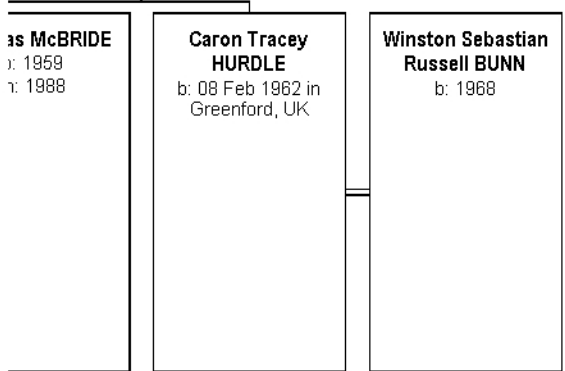 as McBRIDE
b: 1959
m: 1988
Caron Tracey
HURDLE
b: 08 Feb 1962 in
Greenford, UK
Winston Sebastian
Russell BUNN
b: 1968